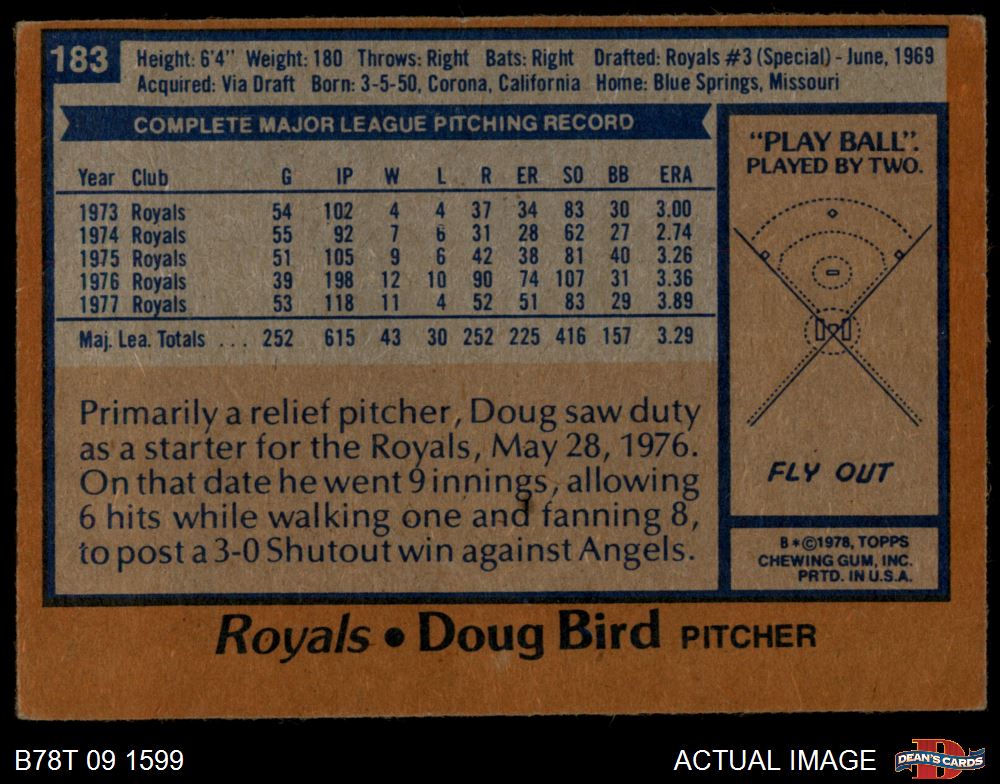 183
Height: 6'4" Weight: 180 Throws: Right Bats: Right Drafted: Royals #3 (Special) - June, 1969
Acquired: Via Draft Born: 3-5-50, Corona, California Home: Blue Springs, Missouri
COMPLETE MAJOR LEAGUE PITCHING RECORD
Year Club G IP W L R ER SO BB ERA
1973 Royals 54 102 4 4 37 34 83 30 3.00
1974 Royals 55 92 7 6 31 28 62 27 2.74
1975 Royals 51 105 9 6 42 38 81 40 3.26
1976 Royals 39 198 12 10 90 74 107 31 3.36
1977 Royals 53 118 11 4 52 51 83 29 3.89
Maj. Lea. Totals ... 252 615 43 30 252 225 416 157 3.29
Primarily a relief pitcher, Doug saw duty
as a starter for the Royals, May 28, 1976.
On that date he went 9 innings, allowing
6 hits while walking one and fanning 8,
to post a 3-0 Shutout win against Angels.
"PLAY BALL".
PLAYED BY TWO.
FLY OUT
B*©1978, TOPPS
CHEWING GUM, INC.
PRTD. IN U.S.A.
Royals • Doug Bird PITCHER
B78T 09 1599
ACTUAL IMAGE
DEAN'S CARDS